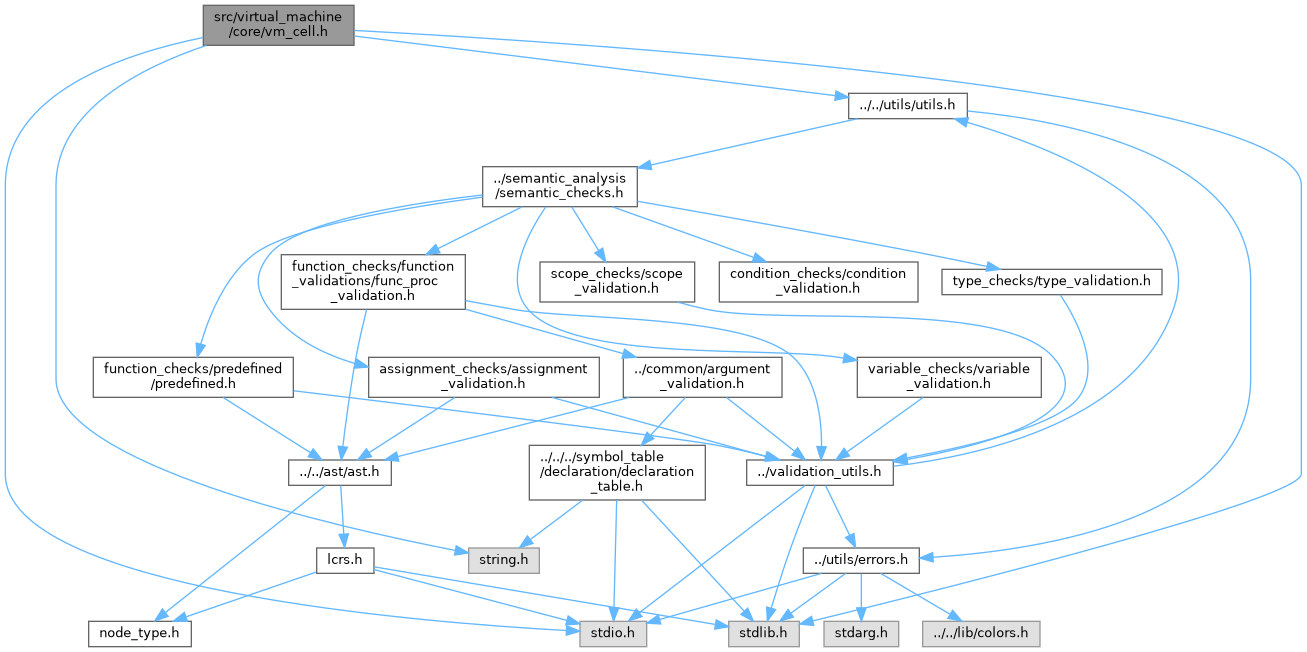 src/virtual_machine
/core/vm_cell.h
../../utils/utils.h
../semantic_analysis
/semantic_checks.h
function_checks/function
_validations/func_proc
_validation.h
scope_checks/scope
_validation.h
condition_checks/condition
_validation.h
type_checks/type_validation.h
function_checks/predefined
/predefined.h
assignment_checks/assignment
_validation.h
../common/argument
_validation.h
variable_checks/variable
_validation.h
../../ast/ast.h
../../../symbol_table
/declaration/declaration
_table.h
../validation_utils.h
lcrs.h
string.h
../utils/errors.h
node_type.h
stdio.h
stdlib.h
stdarg.h
../../lib/colors.h